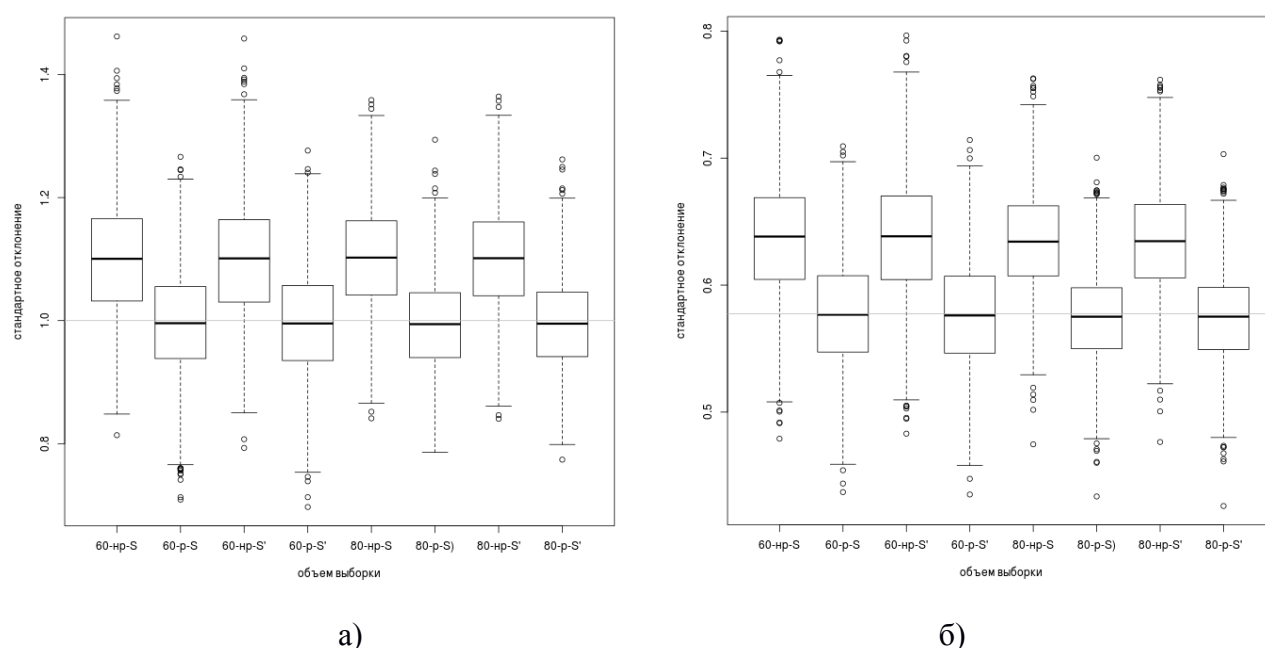 стандартное отклонение
1.4
1.2
1.0
0.8
60-нр-S 60-р-S 60-нр-S' 60-р-S' 80-нр-S 80-р-S) 80-нр-S' 80-р-S'
объем выборки
а)
стандартное отклонение
0.8
0.7
0.6
0.5
60-нр-S 60-р-S 60-нр-S' 60-р-S' 80-нр-S 80-р-S) 80-нр-S' 80-р-S'
объем выборки
б)